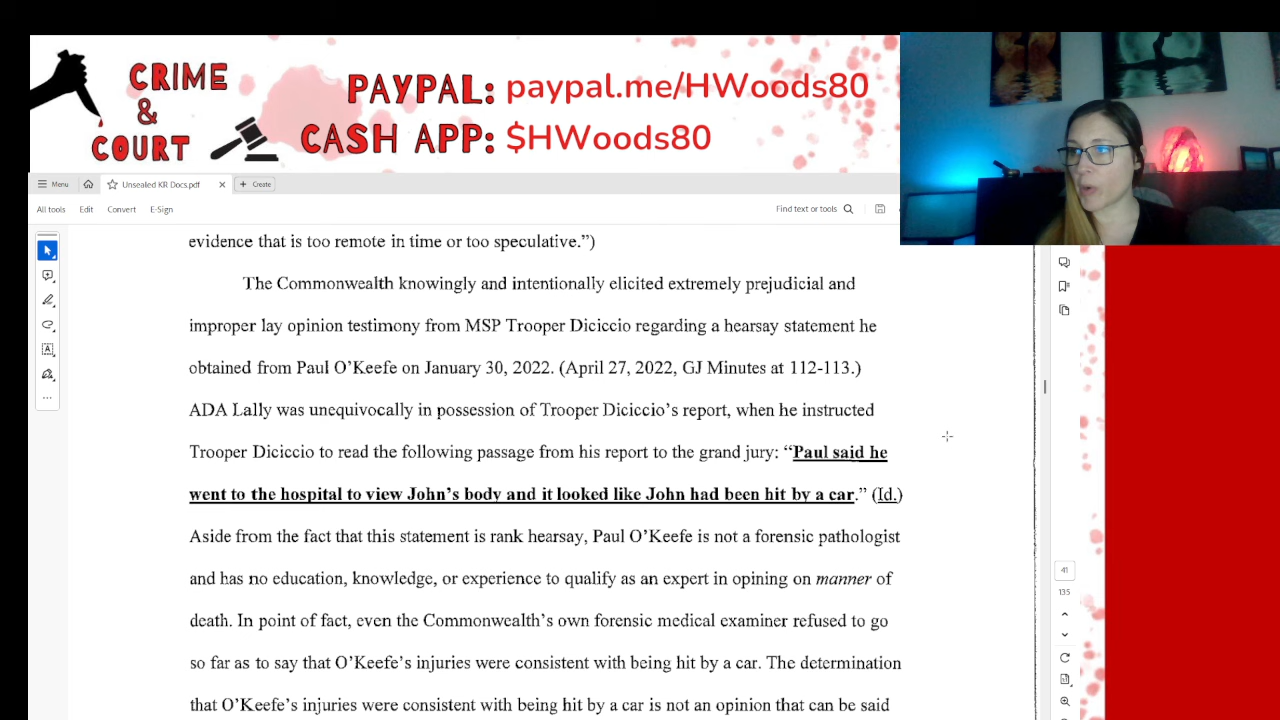 CRIME
&
COURT
PAYPAL: paypal.me/HWoods80
CASH APP: $HWoods80
Menu
Unsealed KR Docs.pdf
Create
All tools Edit Convert E-Sign
Find text or tools
evidence that is too remote in time or too speculative.”)
The Commonwealth knowingly and intentionally elicited extremely prejudicial and
improper lay opinion testimony from MSP Trooper Diciccio regarding a hearsay statement he
obtained from Paul O’Keefe on January 30, 2022. (April 27, 2022, GJ Minutes at 112-113.)
ADA Lally was unequivocally in possession of Trooper Diciccio’s report, when he instructed
Trooper Diciccio to read the following passage from his report to the grand jury: “Paul said he
went to the hospital to view John’s body and it looked like John had been hit by a car.” (Id.)
Aside from the fact that this statement is rank hearsay, Paul O’Keefe is not a forensic pathologist
and has no education, knowledge, or experience to qualify as an expert in opining on manner of
death. In point of fact, even the Commonwealth’s own forensic medical examiner refused to go
so far as to say that O’Keefe’s injuries were consistent with being hit by a car. The determination
that O’Keefe’s injuries were consistent with being hit by a car is not an opinion that can be said
41
135